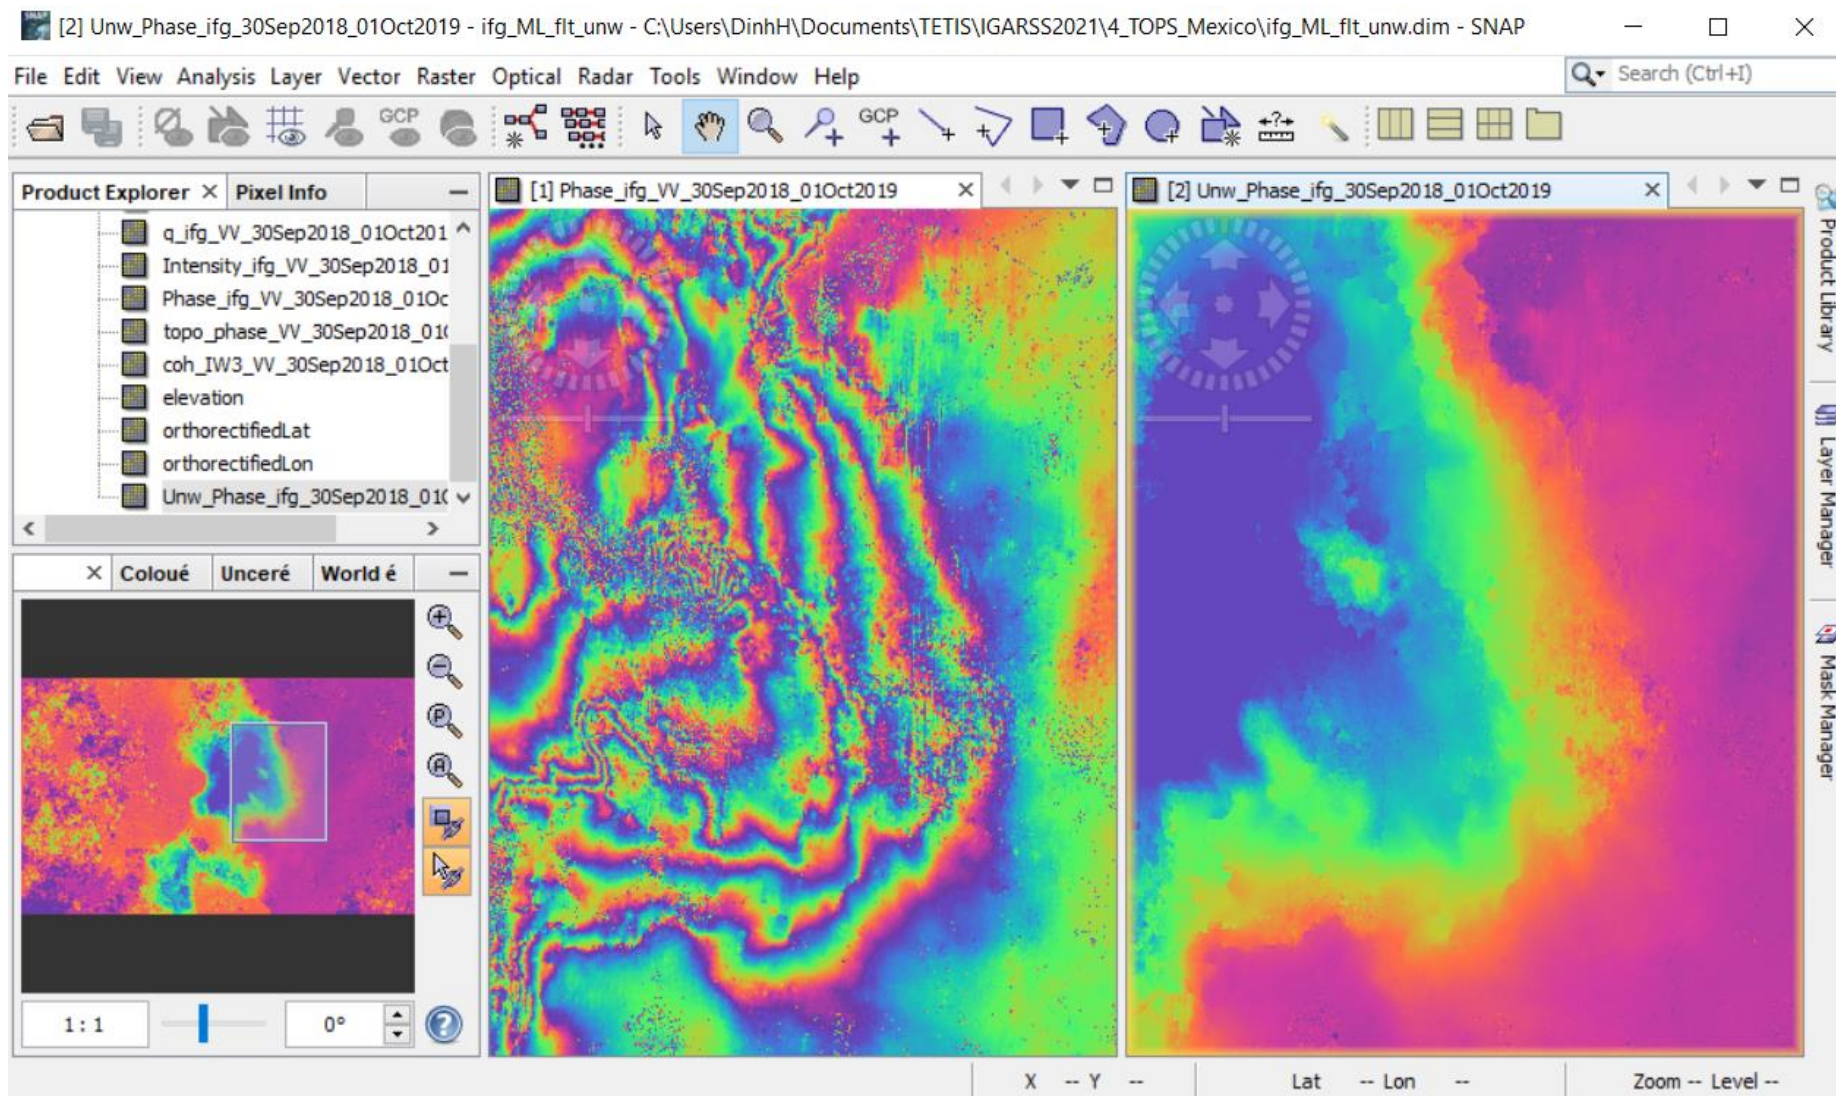 [2] Unw_Phase_ifg_30Sep2018_01Oct2019 - ifg_ML_flt_unw - C:\Users\DinhH\Documents\TETIS\IGARSS2021\4_TOPS_Mexico\ifg_ML_flt_unw.dim - SNAP
File Edit View Analysis Layer Vector Raster Optical Radar Tools Window Help
Search (Ctrl+I)
GCP GCP
Product Explorer Pixel Info
[1] Phase_ifg_VV_30Sep2018_01Oct2019
[2] Unw_Phase_ifg_30Sep2018_01Oct2019
q_ifg_VV_30Sep2018_01Oct201
Intensity_ifg_VV_30Sep2018_01
Phase_ifg_VV_30Sep2018_01Oc
topo_phase_VV_30Sep2018_01(
coh_IW3_VV_30Sep2018_01Oct
elevation
orthorectifiedLat
orthorectifiedLon
Unw_Phase_ifg_30Sep2018_01(
Coloué Unceré World é
1:1
0°
Product Library
Layer Manager
Mask Manager
X -- Y --
Lat -- Lon --
Zoom -- Level --